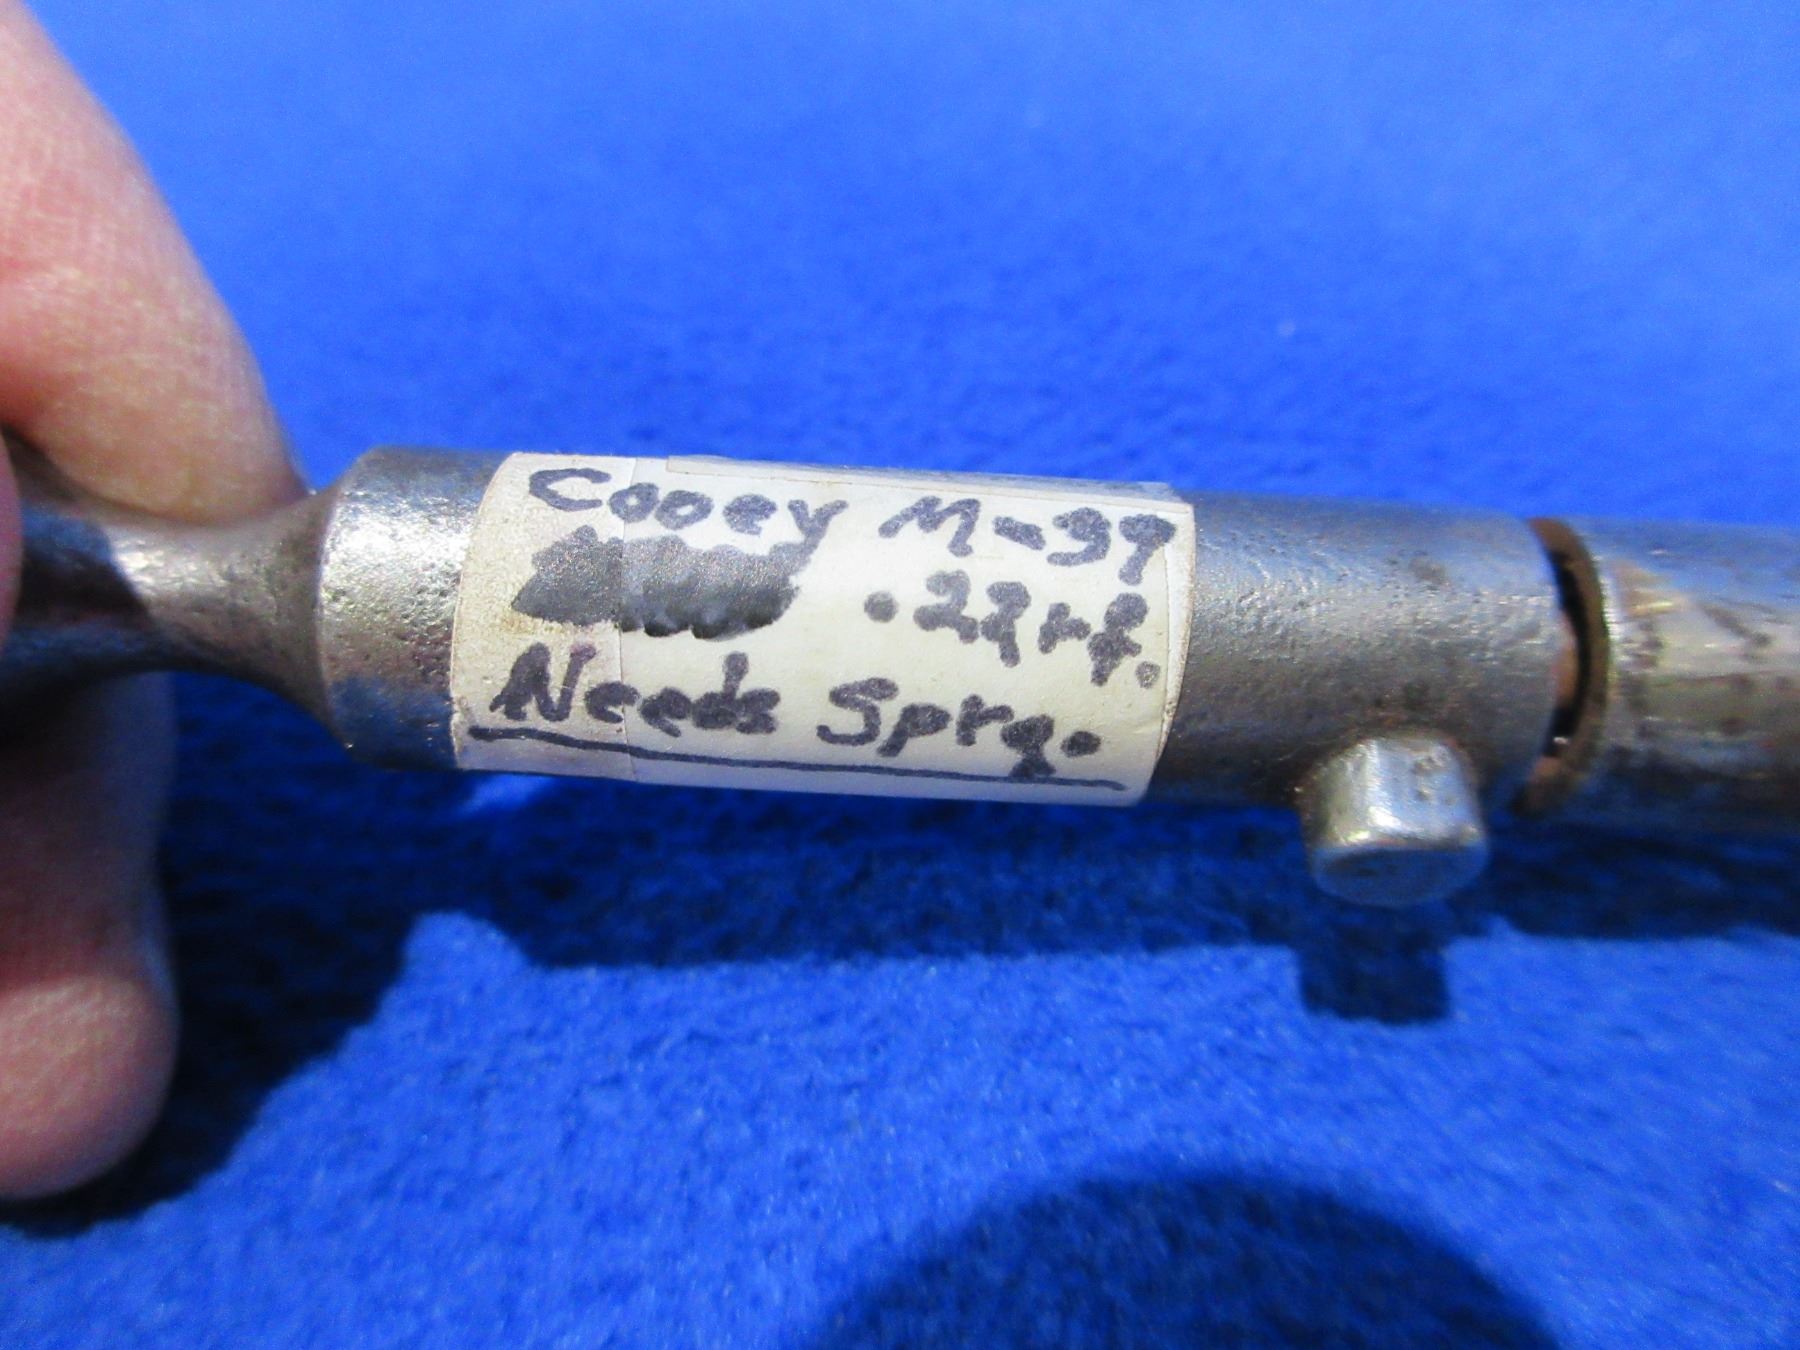 Cooey M-39
.22rf.
Needs Sprg.